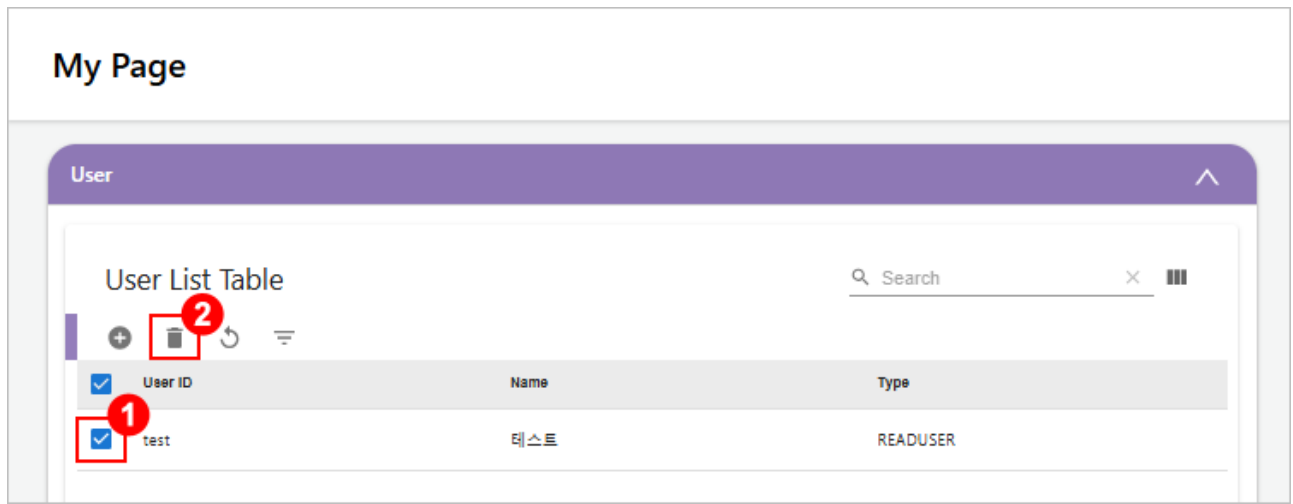 My Page
User
User List Table
Search
2
User ID Name Type
1
test 테스트 READUSER